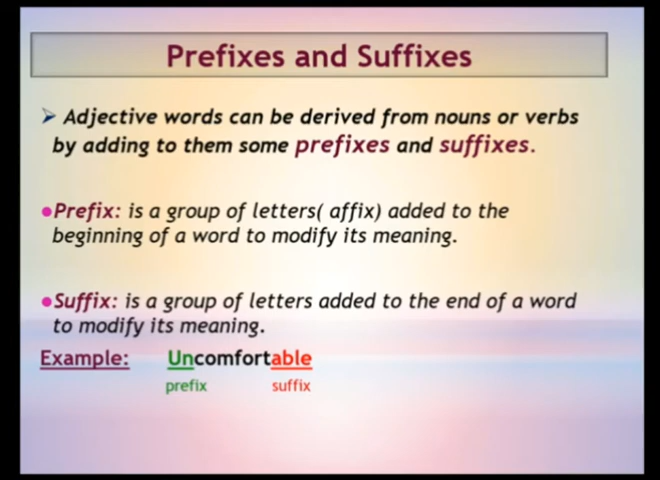 Prefixes and Suffixes
Adjective words can be derived from nouns or verbs
by adding to them some prefixes and suffixes.
Prefix: is a group of letters( affix) added to the
beginning of a word to modify its meaning.
Suffix: is a group of letters added to the end of a word
to modify its meaning.
Example: Uncomfortable
prefix suffix